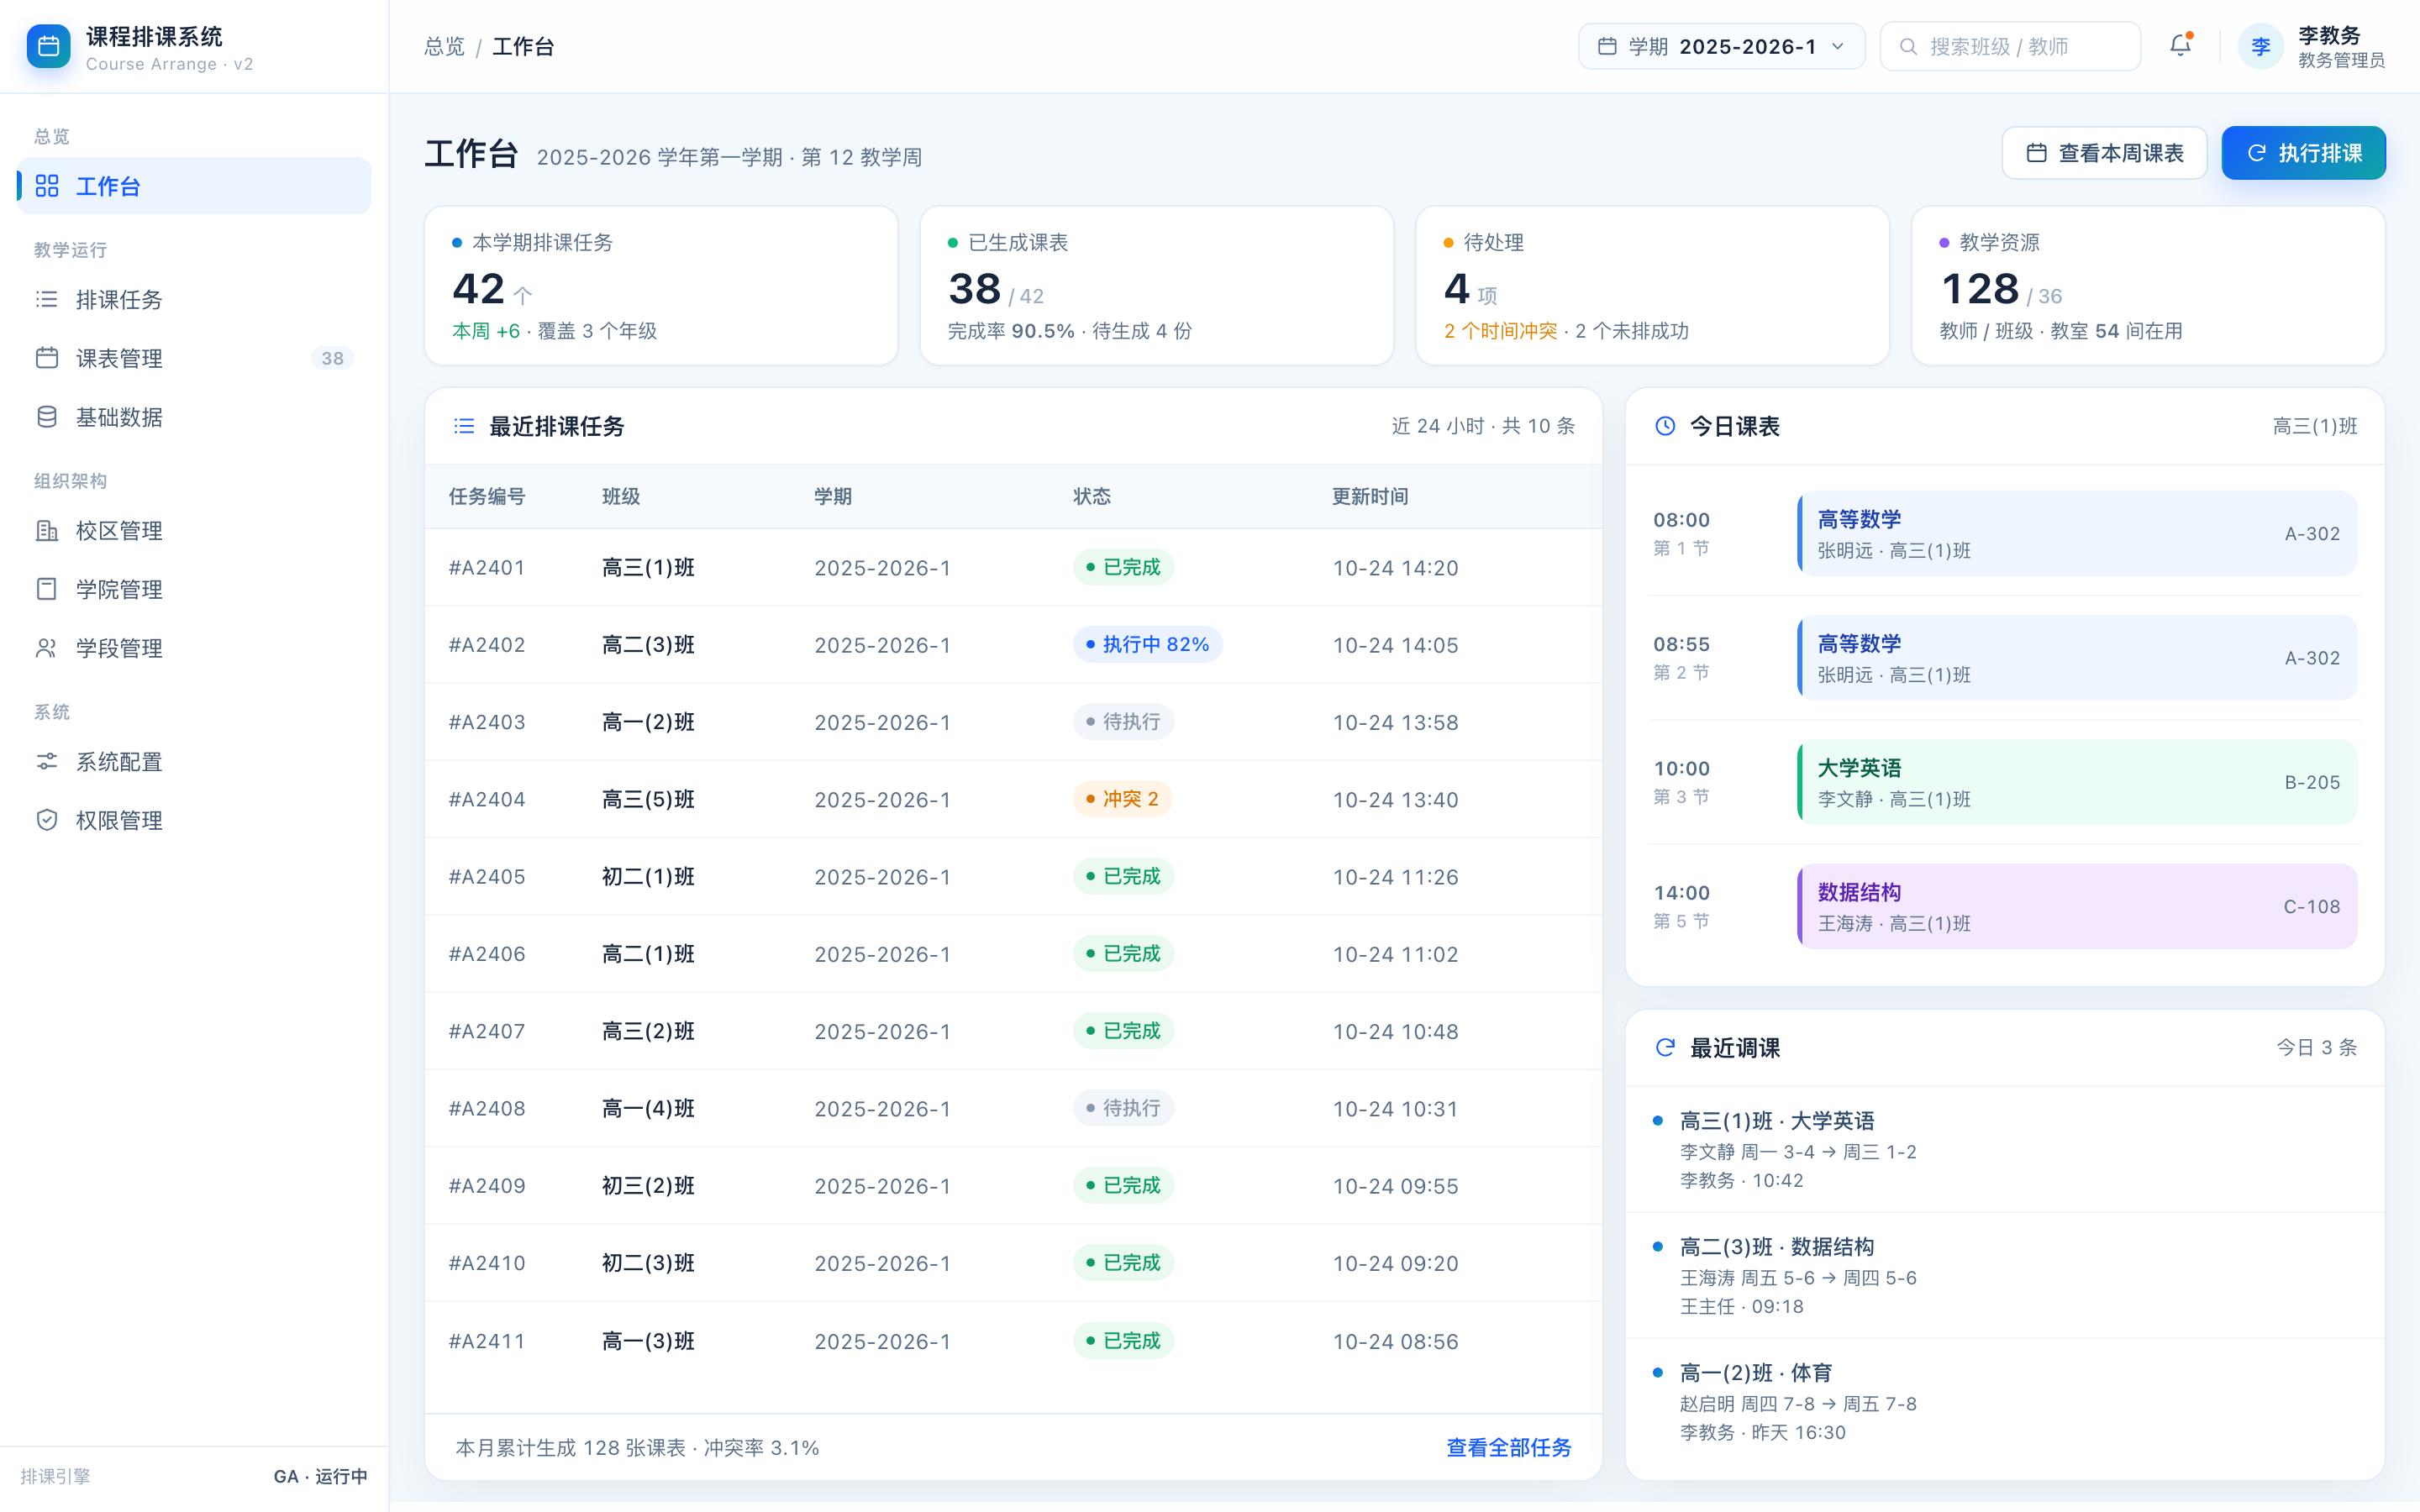 课程排课系统
Course Arrange · v2
总览
工作台
教学运行
排课任务
课表管理 38
基础数据
组织架构
校区管理
学院管理
学段管理
系统
系统配置
权限管理
排课引擎 GA · 运行中
总览 / 工作台
学期 2025-2026-1
搜索班级 / 教师
李
李教务
教务管理员
工作台 2025-2026 学年第一学期 · 第 12 教学周
查看本周课表
执行排课
本学期排课任务
42 个
本周 +6 · 覆盖 3 个年级
已生成课表
38 / 42
完成率 90.5% · 待生成 4 份
待处理
4 项
2 个时间冲突 · 2 个未排成功
教学资源
128 / 36
教师 / 班级 · 教室 54 间在用
最近排课任务 近 24 小时 · 共 10 条
任务编号 班级 学期 状态 更新时间
#A2401 高三(1)班 2025-2026-1 已完成 10-24 14:20
#A2402 高二(3)班 2025-2026-1 执行中 82% 10-24 14:05
#A2403 高一(2)班 2025-2026-1 待执行 10-24 13:58
#A2404 高三(5)班 2025-2026-1 冲突 2 10-24 13:40
#A2405 初二(1)班 2025-2026-1 已完成 10-24 11:26
#A2406 高二(1)班 2025-2026-1 已完成 10-24 11:02
#A2407 高三(2)班 2025-2026-1 已完成 10-24 10:48
#A2408 高一(4)班 2025-2026-1 待执行 10-24 10:31
#A2409 初三(2)班 2025-2026-1 已完成 10-24 09:55
#A2410 初二(3)班 2025-2026-1 已完成 10-24 09:20
#A2411 高一(3)班 2025-2026-1 已完成 10-24 08:56
本月累计生成 128 张课表 · 冲突率 3.1% 查看全部任务
今日课表 高三(1)班
08:00
第 1 节
高等数学
张明远 · 高三(1)班
A-302
08:55
第 2 节
高等数学
张明远 · 高三(1)班
A-302
10:00
第 3 节
大学英语
李文静 · 高三(1)班
B-205
14:00
第 5 节
数据结构
王海涛 · 高三(1)班
C-108
最近调课 今日 3 条
高三(1)班 · 大学英语
李文静 周一 3-4 → 周三 1-2
李教务 · 10:42
高二(3)班 · 数据结构
王海涛 周五 5-6 → 周四 5-6
王主任 · 09:18
高一(2)班 · 体育
赵启明 周四 7-8 → 周五 7-8
李教务 · 昨天 16:30